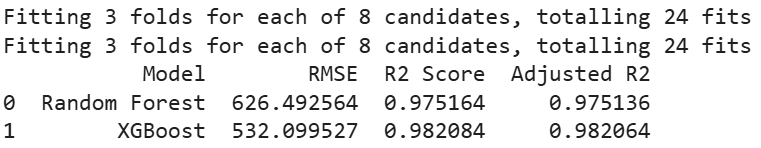 Fitting 3 folds for each of 8 candidates, totalling 24 fits
Fitting 3 folds for each of 8 candidates, totalling 24 fits
Model RMSE R2 Score Adjusted R2
0 Random Forest 626.492564 0.975164 0.975136
1 XGBoost 532.099527 0.982084 0.982064